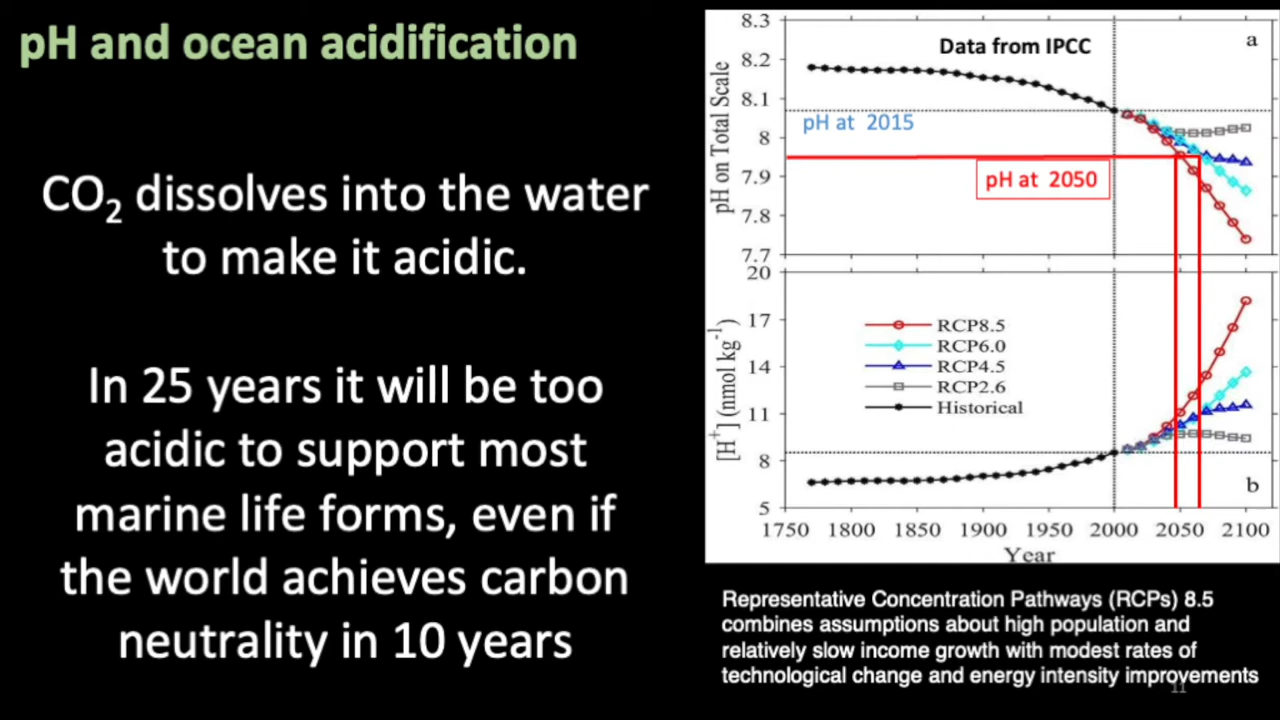 pH and ocean acidification
CO₂ dissolves into the water
to make it acidic.
In 25 years it will be too
acidic to support most
marine life forms, even if
the world achieves carbon
neutrality in 10 years
Data from IPCC
a
pH on Total Scale
8.3
8.2
8.1
8
7.9
7.8
7.7
pH at 2015
pH at 2050
[H⁺] (nmol kg⁻¹)
20
17
14
11
8
5
RCP8.5
RCP6.0
RCP4.5
RCP2.6
Historical
b
1750 1800 1850 1900 1950 2000 2050 2100
Year
Representative Concentration Pathways (RCPs) 8.5
combines assumptions about high population and
relatively slow income growth with modest rates of
technological change and energy intensity improvements
11